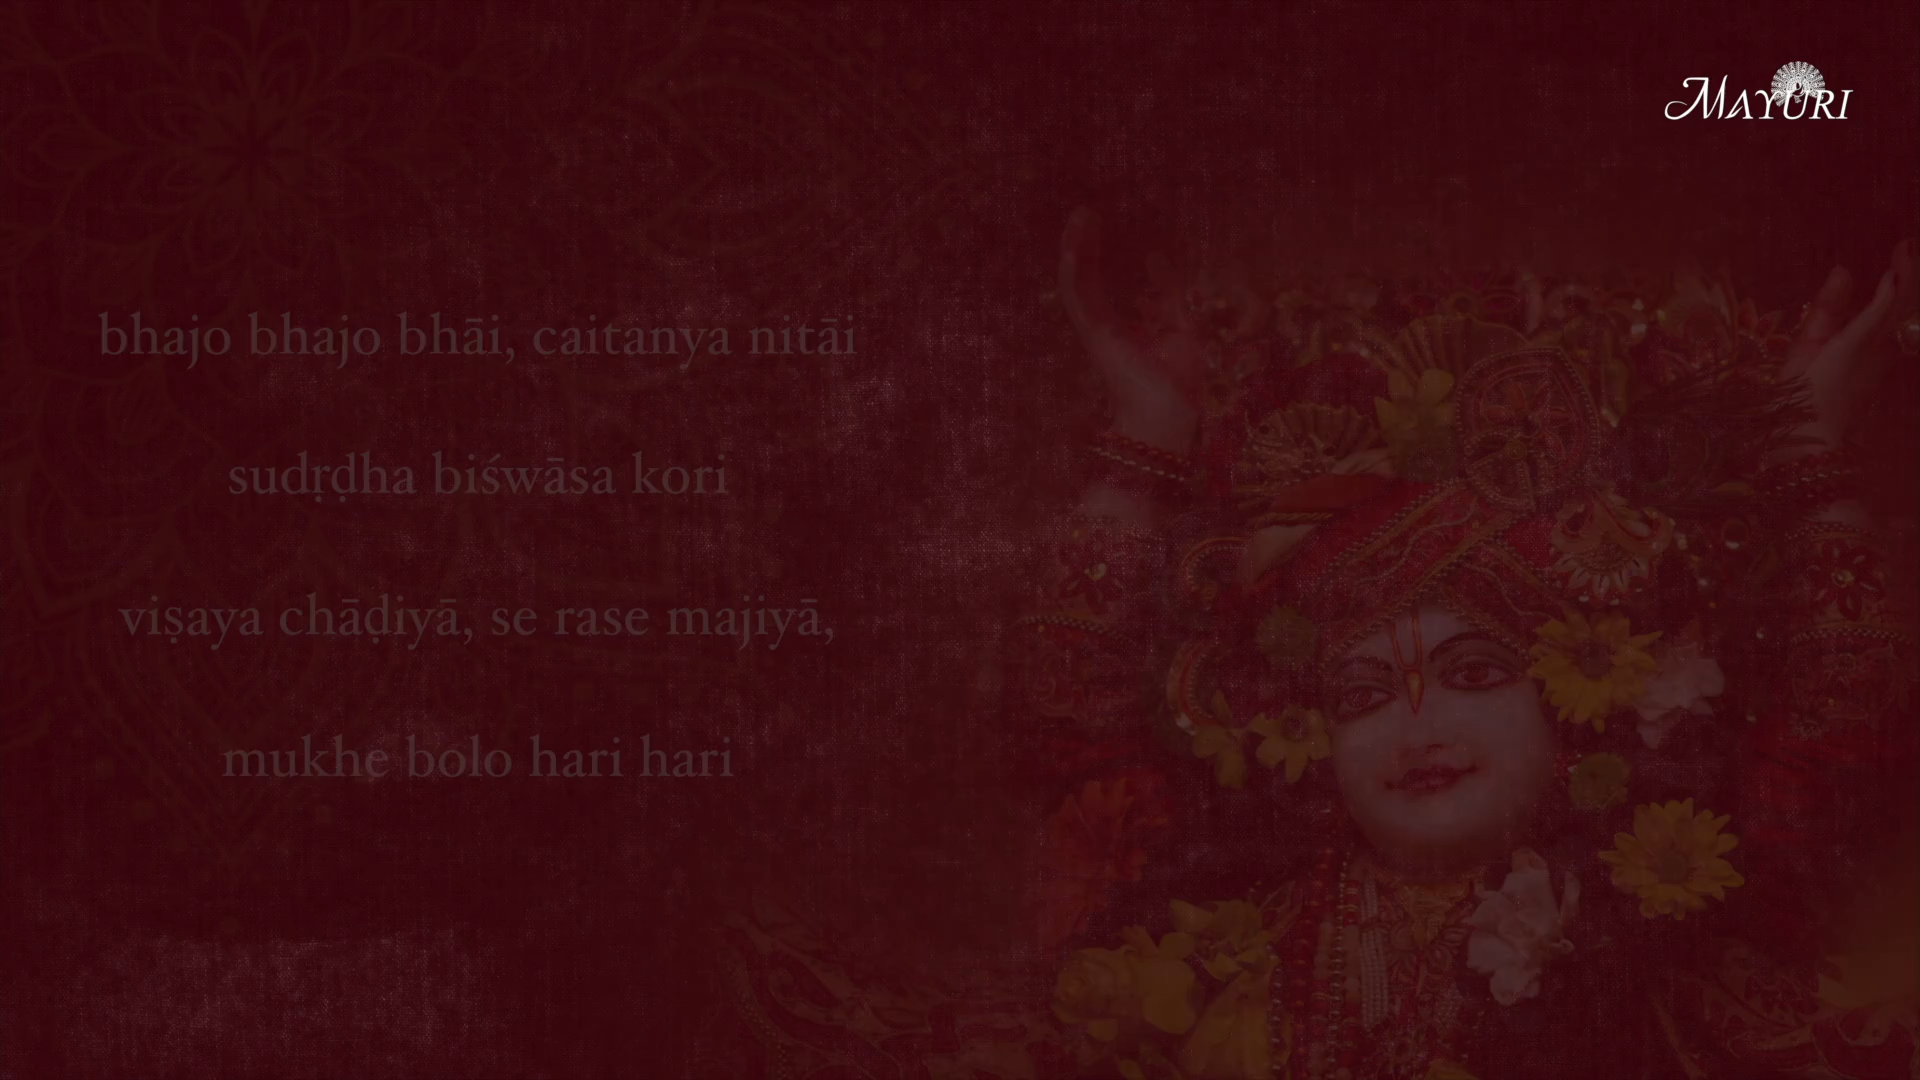 MAYURI
bhajo bhajo bhāi, caitanya nitāi
sudṛḍha biśwāsa kori
viṣaya chāḍiyā, se rase majiyā,
mukhe bolo hari hari